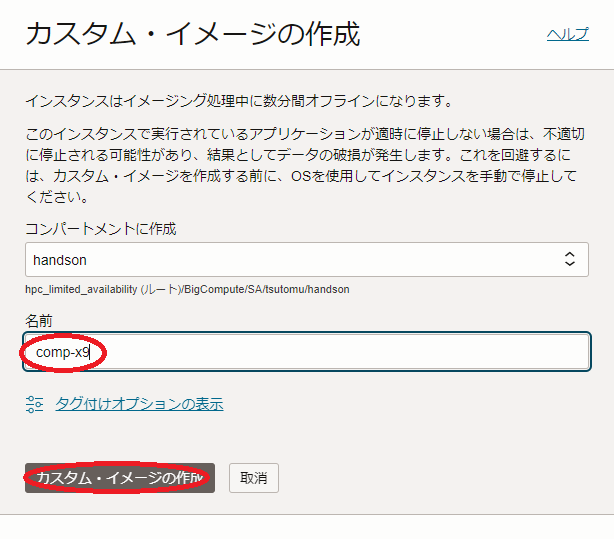 カスタム・イメージの作成
ヘルプ
インスタンスはイメージング処理中に数分間オフラインになります。
このインスタンスで実行されているアプリケーションが適時に停止しない場合は、不適切
に停止される可能性があり、結果としてデータの破損が発生します。これを回避するに
は、カスタム・イメージを作成する前に、OSを使用してインスタンスを手動で停止して
ください。
コンパートメントに作成
handson
hpc_limited_availability (ルート)/BigCompute/SA/tsutomu/handson
名前
comp-x9
タグ付けオプションの表示
カスタム・イメージの作成
取消